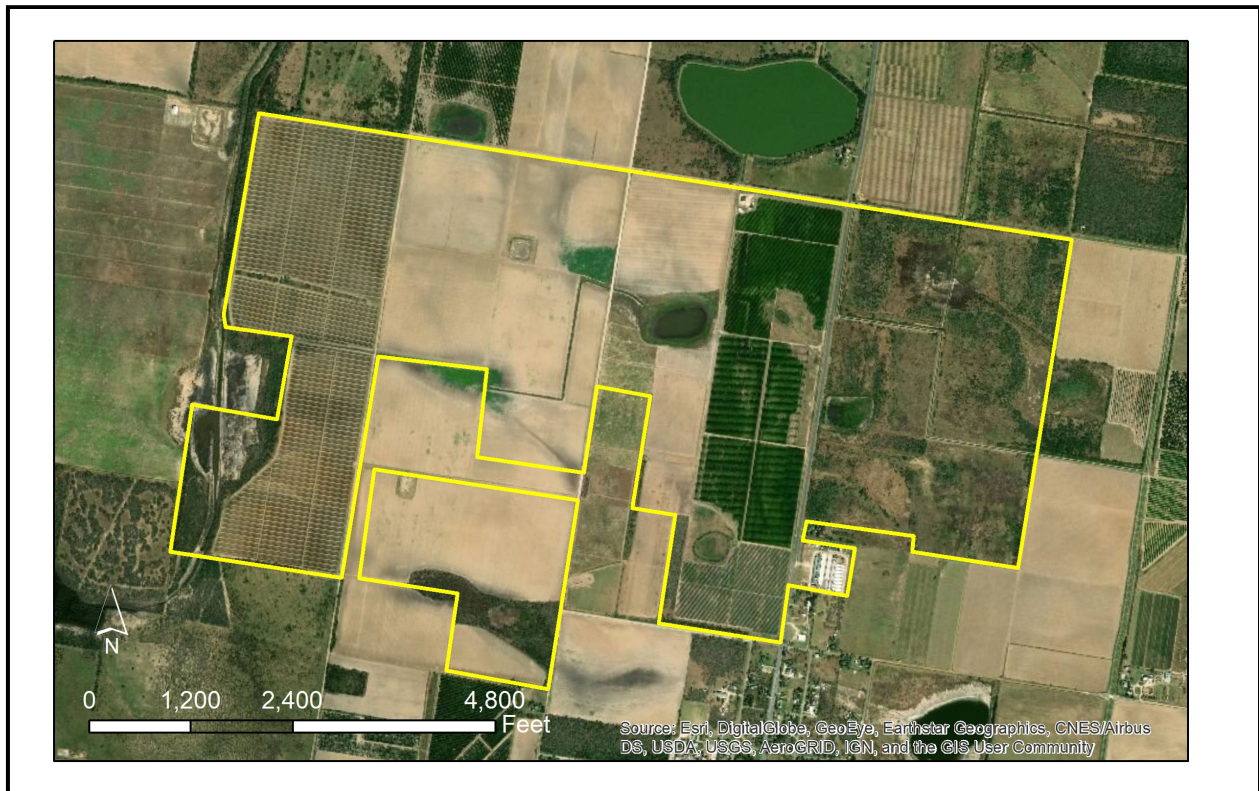 N
0 1,200 2,400 4,800
Feet
Source: Esri, DigitalGlobe, GeoEye, Earthstar Geographics, CNES/Airbus
DS, USDA, USGS, AeroGRID, IGN, and the GIS User Community